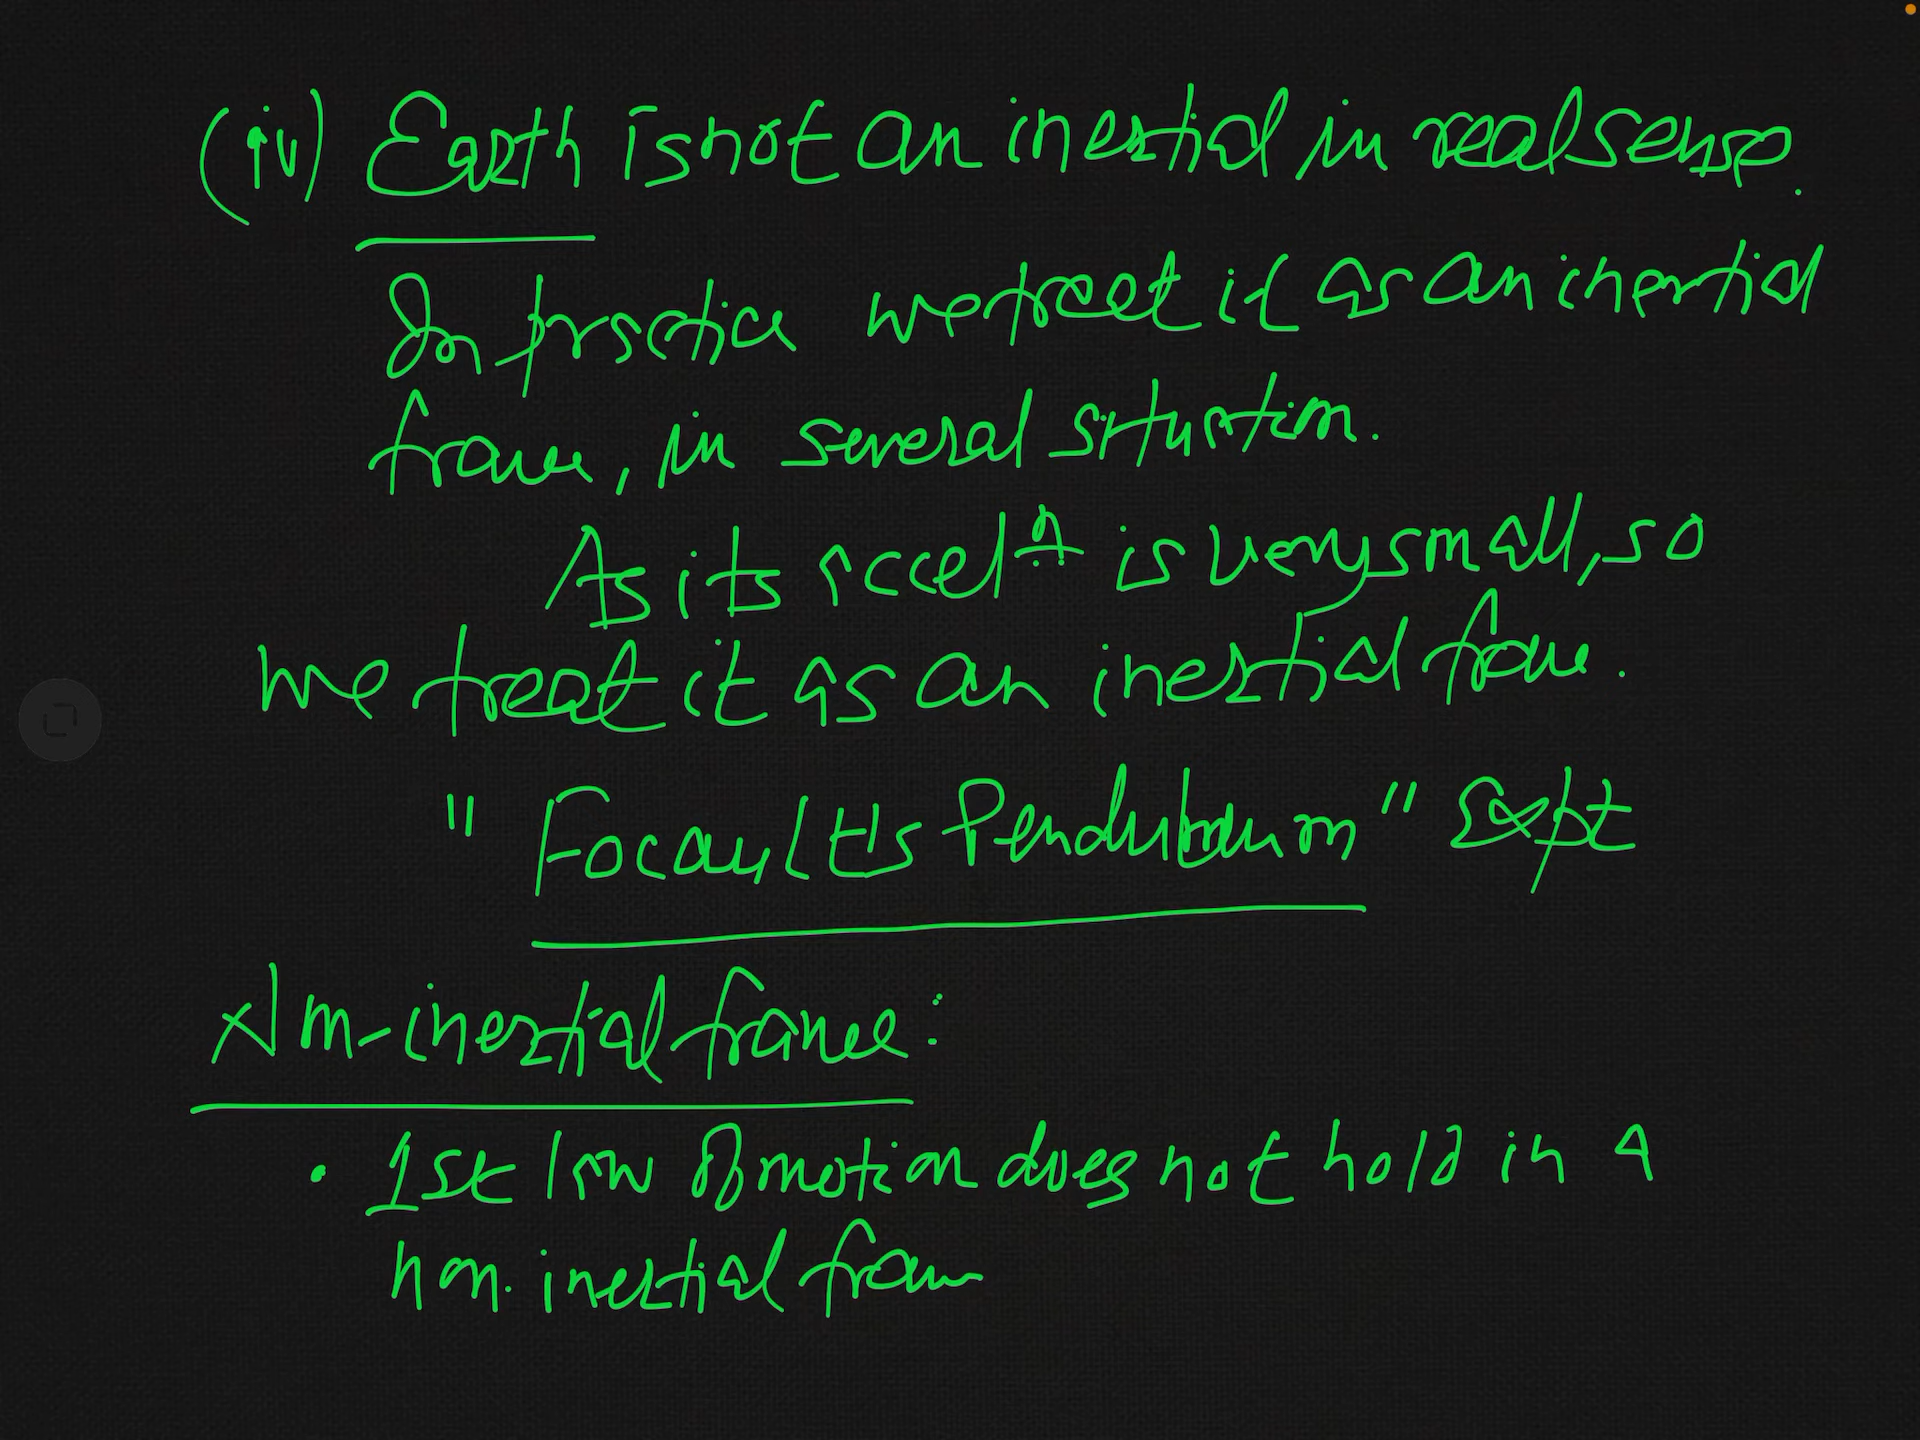 (iv) Earth is not an inertial in real sense.
In practice we treat it as an inertial
frame, in several situation.
As its accelⁿ is very small, so
we treat it as an inertial frame.
"Focault's Pendulum" Expt
Non-inertial frame:
• 1st law of motion does not hold in a
non. inertial frame